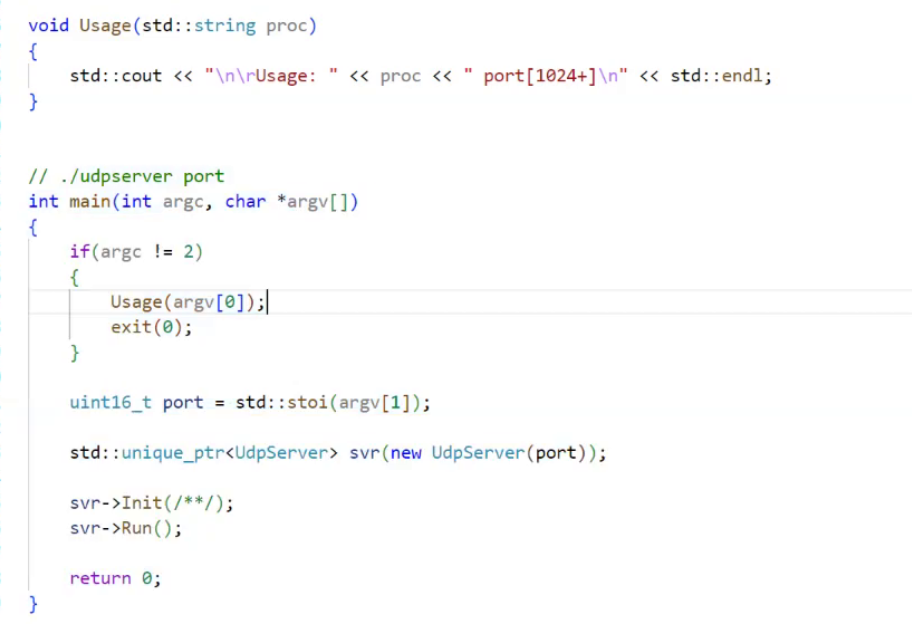 void Usage(std::string proc)
{
    std::cout << "\n\rUsage: " << proc << " port[1024+]\n" << std::endl;
}
// ./udpserver port
int main(int argc, char *argv[])
{
    if(argc != 2)
    {
        Usage(argv[0]);
        exit(0);
    }
    uint16_t port = std::stoi(argv[1]);
    std::unique_ptr<UdpServer> svr(new UdpServer(port));
    svr->Init(/**/);
    svr->Run();
    return 0;
}